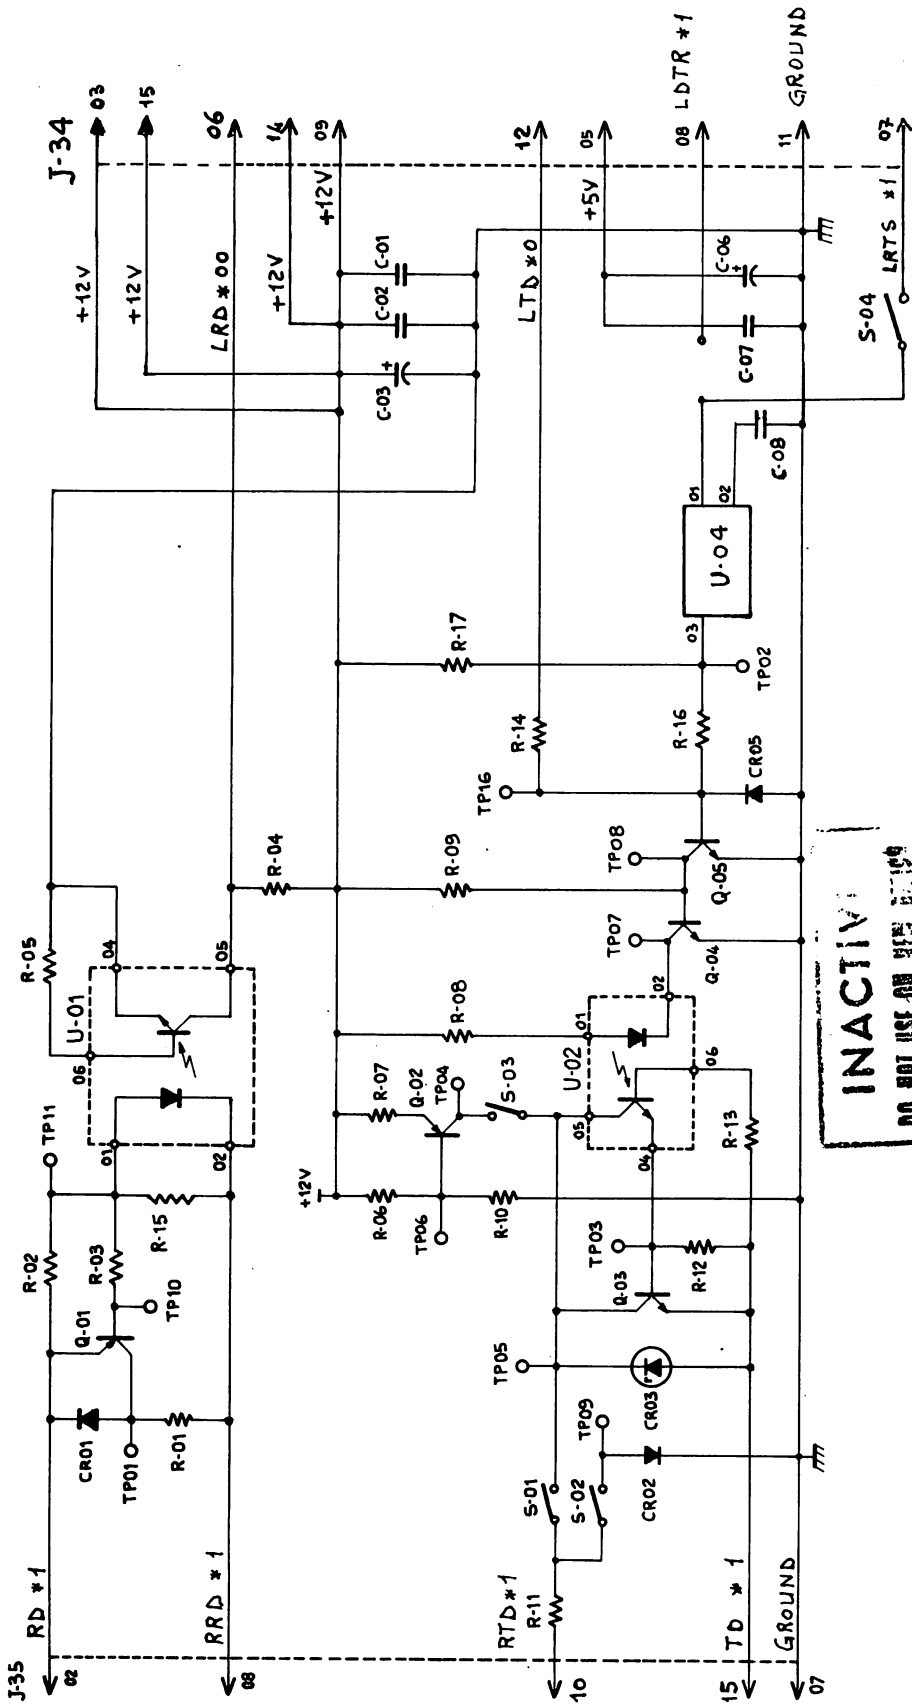 J-35
02
RD *1
CR01
TP01
R-01
Q-01
TP10
R-02
R-03
R-15
TP11
01
02
06
U-01
04
05
R-05
RRD *1
08
J-34
+12V
03
+12V
15
LRD *00
06
+12V
14
+12V
09
C-03
+
C-02
C-01
R-04
+12V
R-06
R-07
Q-02
TP04
TP06
R-10
S-03
R-08
R-09
R-17
LTD *0
12
R-14
TP16
+5V
05
LDTR *1
08
C-07
C-06
+
GROUND
11
S-04
LRTS *1
07
RTD *1
R-11
10
S-01
S-02
TP09
CR02
TP05
CR03
Q-03
TP03
R-12
R-13
05
04
U-02
01
02
06
TP07
Q-04
TP08
Q-05
CR05
R-16
TP02
03
U-04
01
02
C-08
TD *1
15
GROUND
07
INACTIV
DO NOT USE